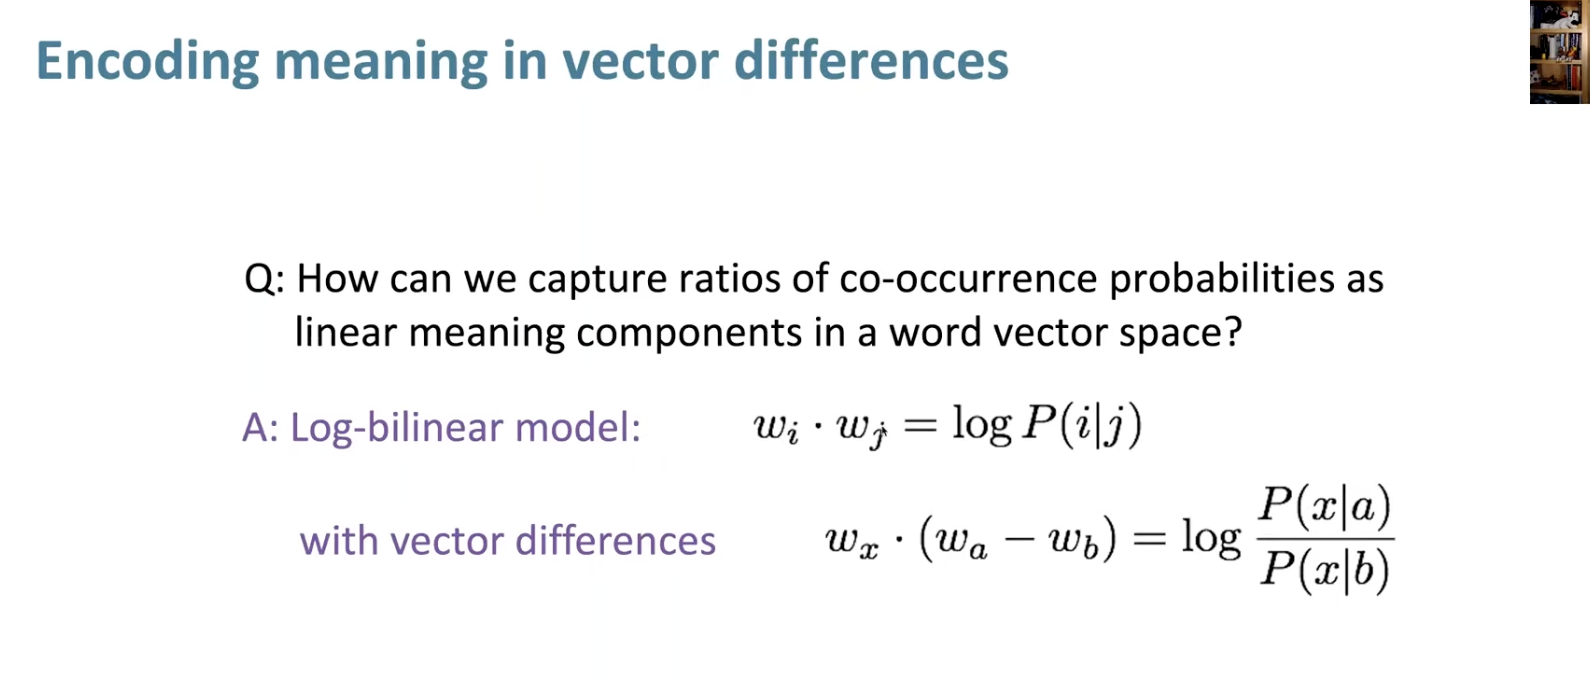 Encoding meaning in vector differences
Q: How can we capture ratios of co-occurrence probabilities as
linear meaning components in a word vector space?
A: Log-bilinear model: $w_i \cdot w_j = \log P(i|j)$
with vector differences $w_x \cdot (w_a - w_b) = \log \frac{P(x|a)}{P(x|b)}$